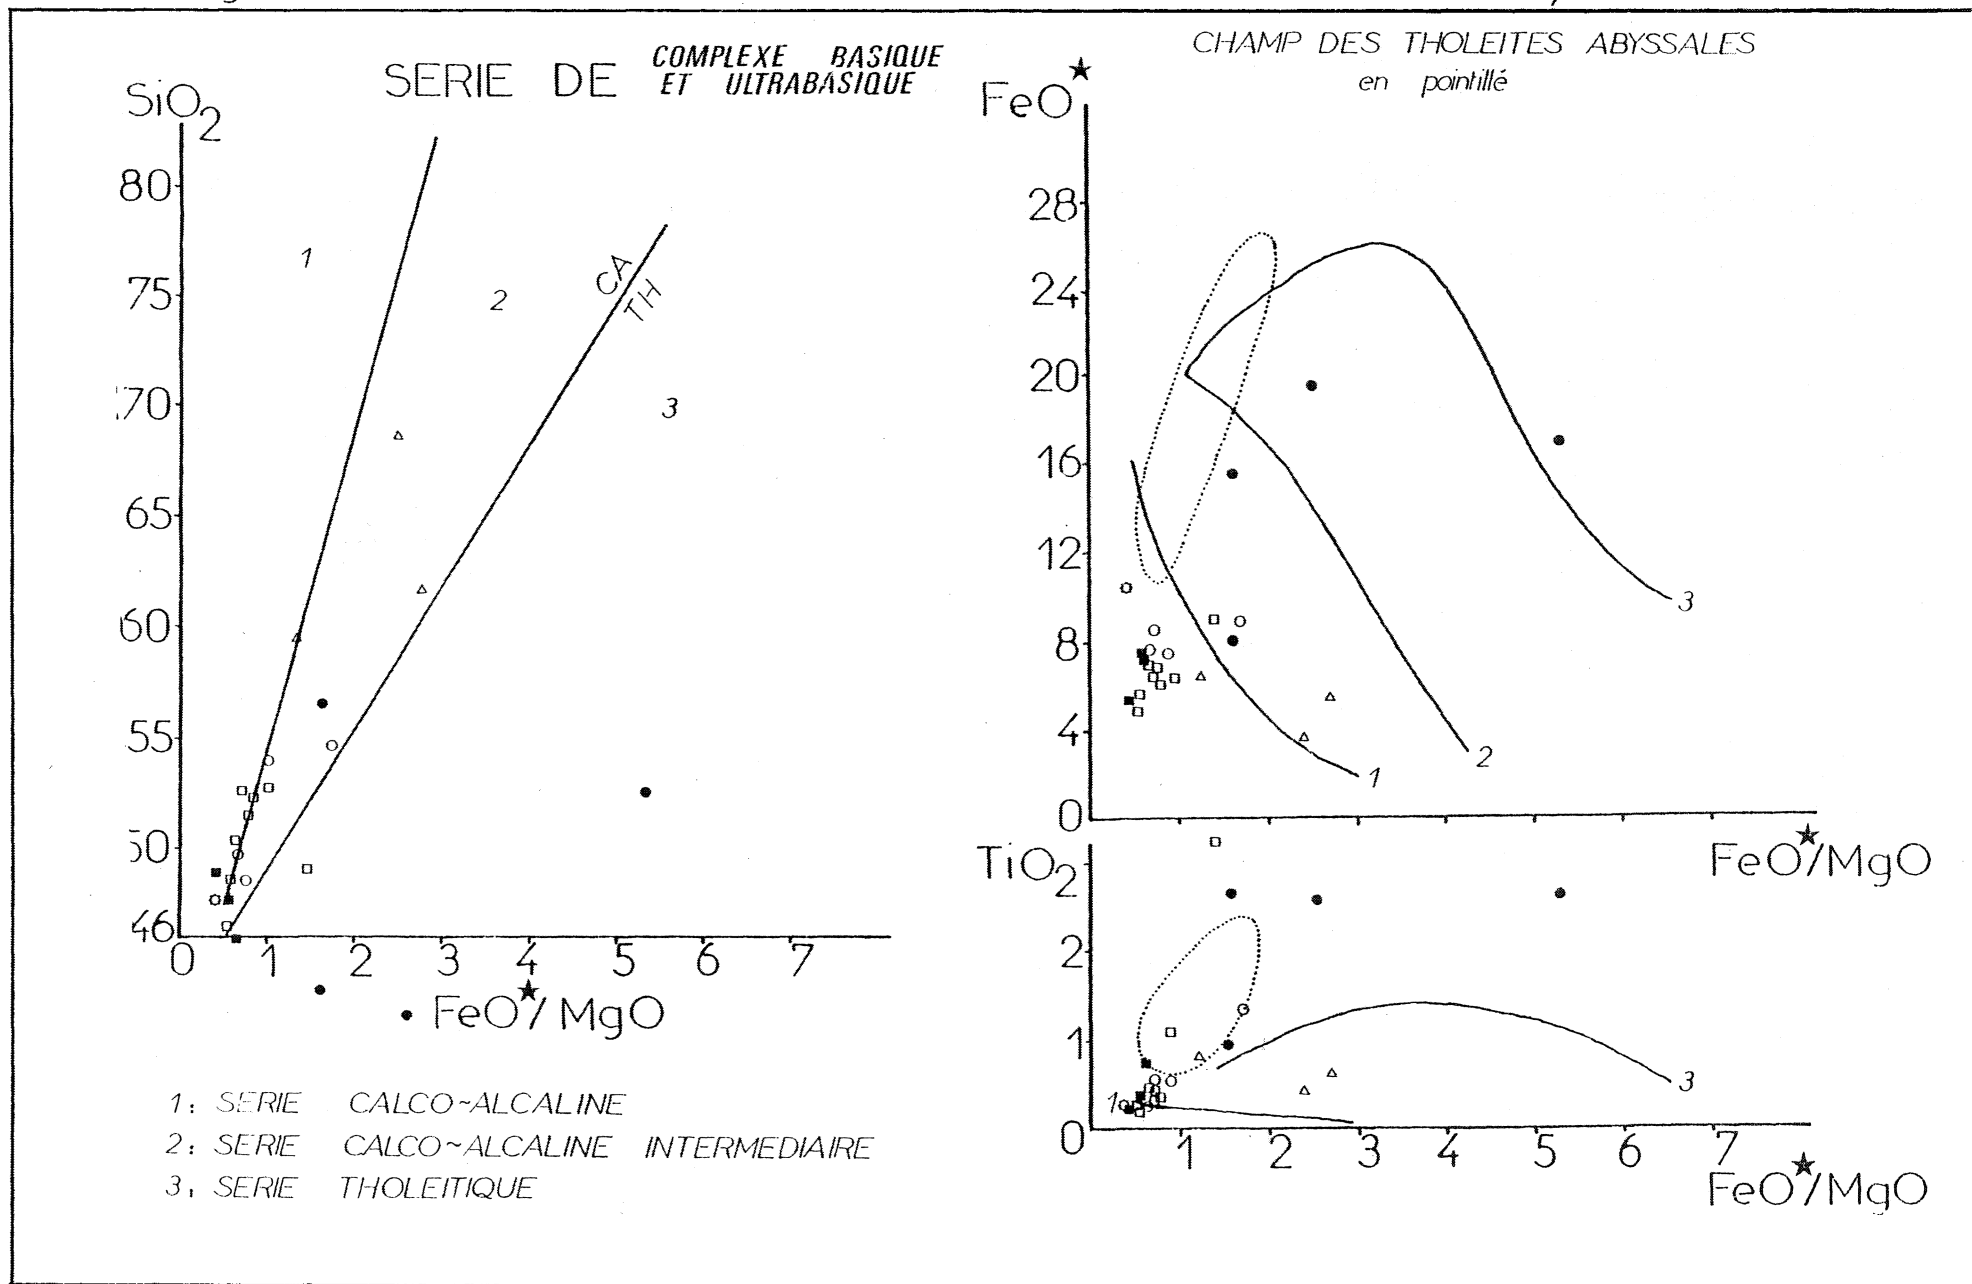 SERIE DE COMPLEXE BASIQUE
ET ULTRABASIQUE
SiO2
80
75
70
65
60
55
50
46
0 1 2 3 4 5 6 7
FeO★/MgO
1
2
3
CA
TH
1: SERIE CALCO~ALCALINE
2: SERIE CALCO~ALCALINE INTERMEDIAIRE
3: SERIE THOLEITIQUE
CHAMP DES THOLEITES ABYSSALES
en pointillé
FeO★
28
24
20
16
12
8
4
0
1
2
3
FeO★/MgO
TiO2
2
2
1
0
1
3
1 2 3 4 5 6 7
FeO★/MgO